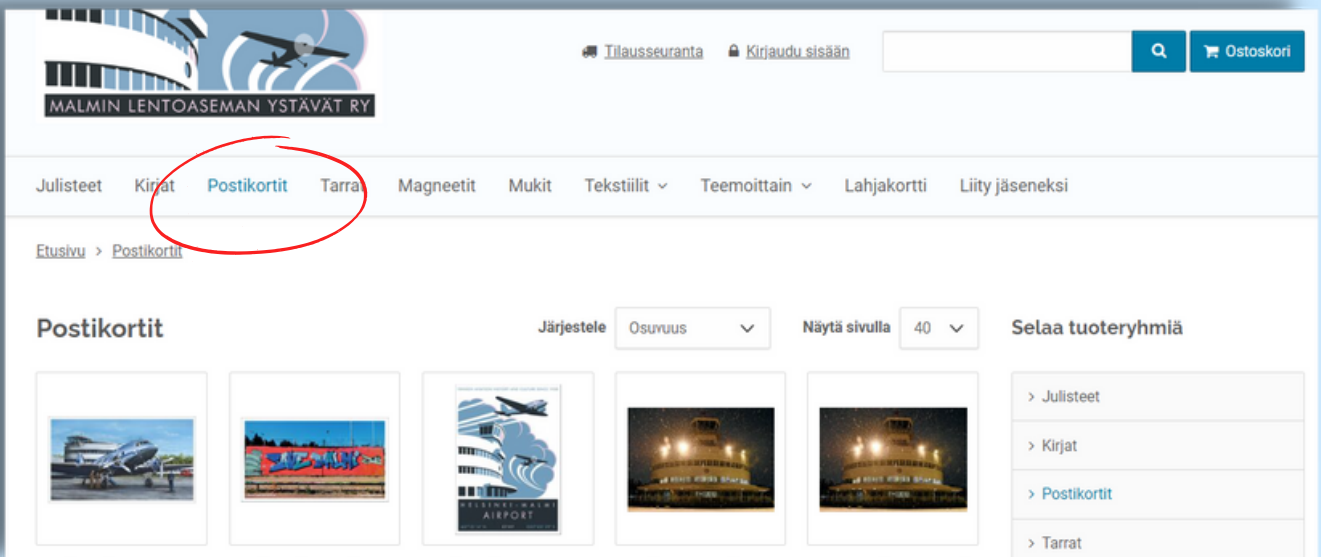 MALMIN LENTOASEMAN YSTÄVÄT RY
Tilausseuranta
Kirjaudu sisään
Ostoskori
Julisteet Kirjat Postikortit Tarrat Magneetit Mukit Tekstiilit Teemoittain Lahjakortti Liity jäseneksi
Etusivu > Postikortit
Postikortit
Järjestele Osuvuus
Näytä sivulla 40
HELSINKI-MALMI
AIRPORT
Selaa tuoteryhmiä
> Julisteet
> Kirjat
> Postikortit
> Tarrat